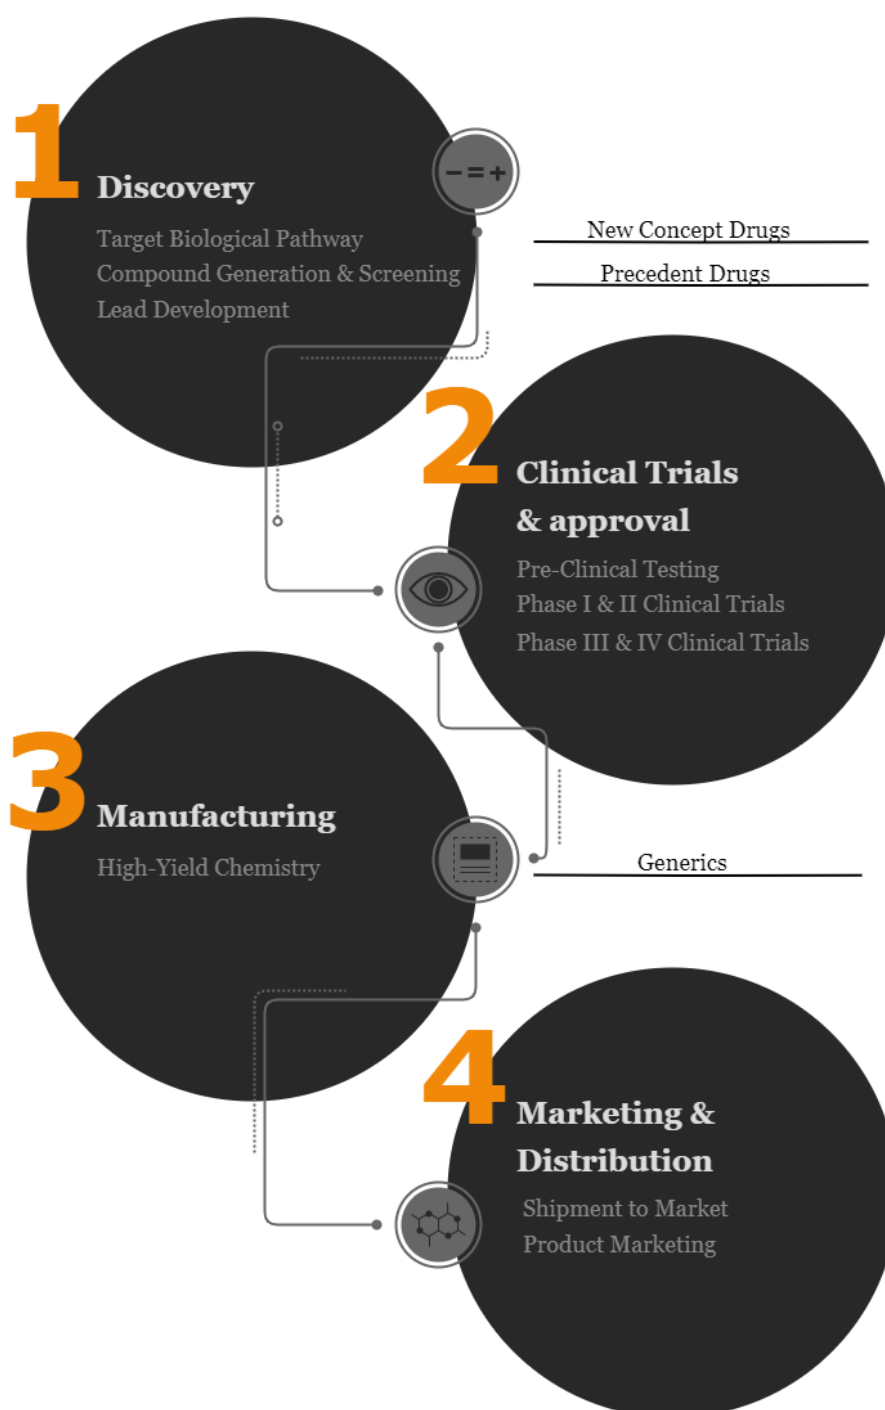 1
Discovery
Target Biological Pathway
Compound Generation & Screening
Lead Development
− = +
New Concept Drugs
Precedent Drugs
2
Clinical Trials
& approval
Pre-Clinical Testing
Phase I & II Clinical Trials
Phase III & IV Clinical Trials
3
Manufacturing
High-Yield Chemistry
Generics
4
Marketing &
Distribution
Shipment to Market
Product Marketing